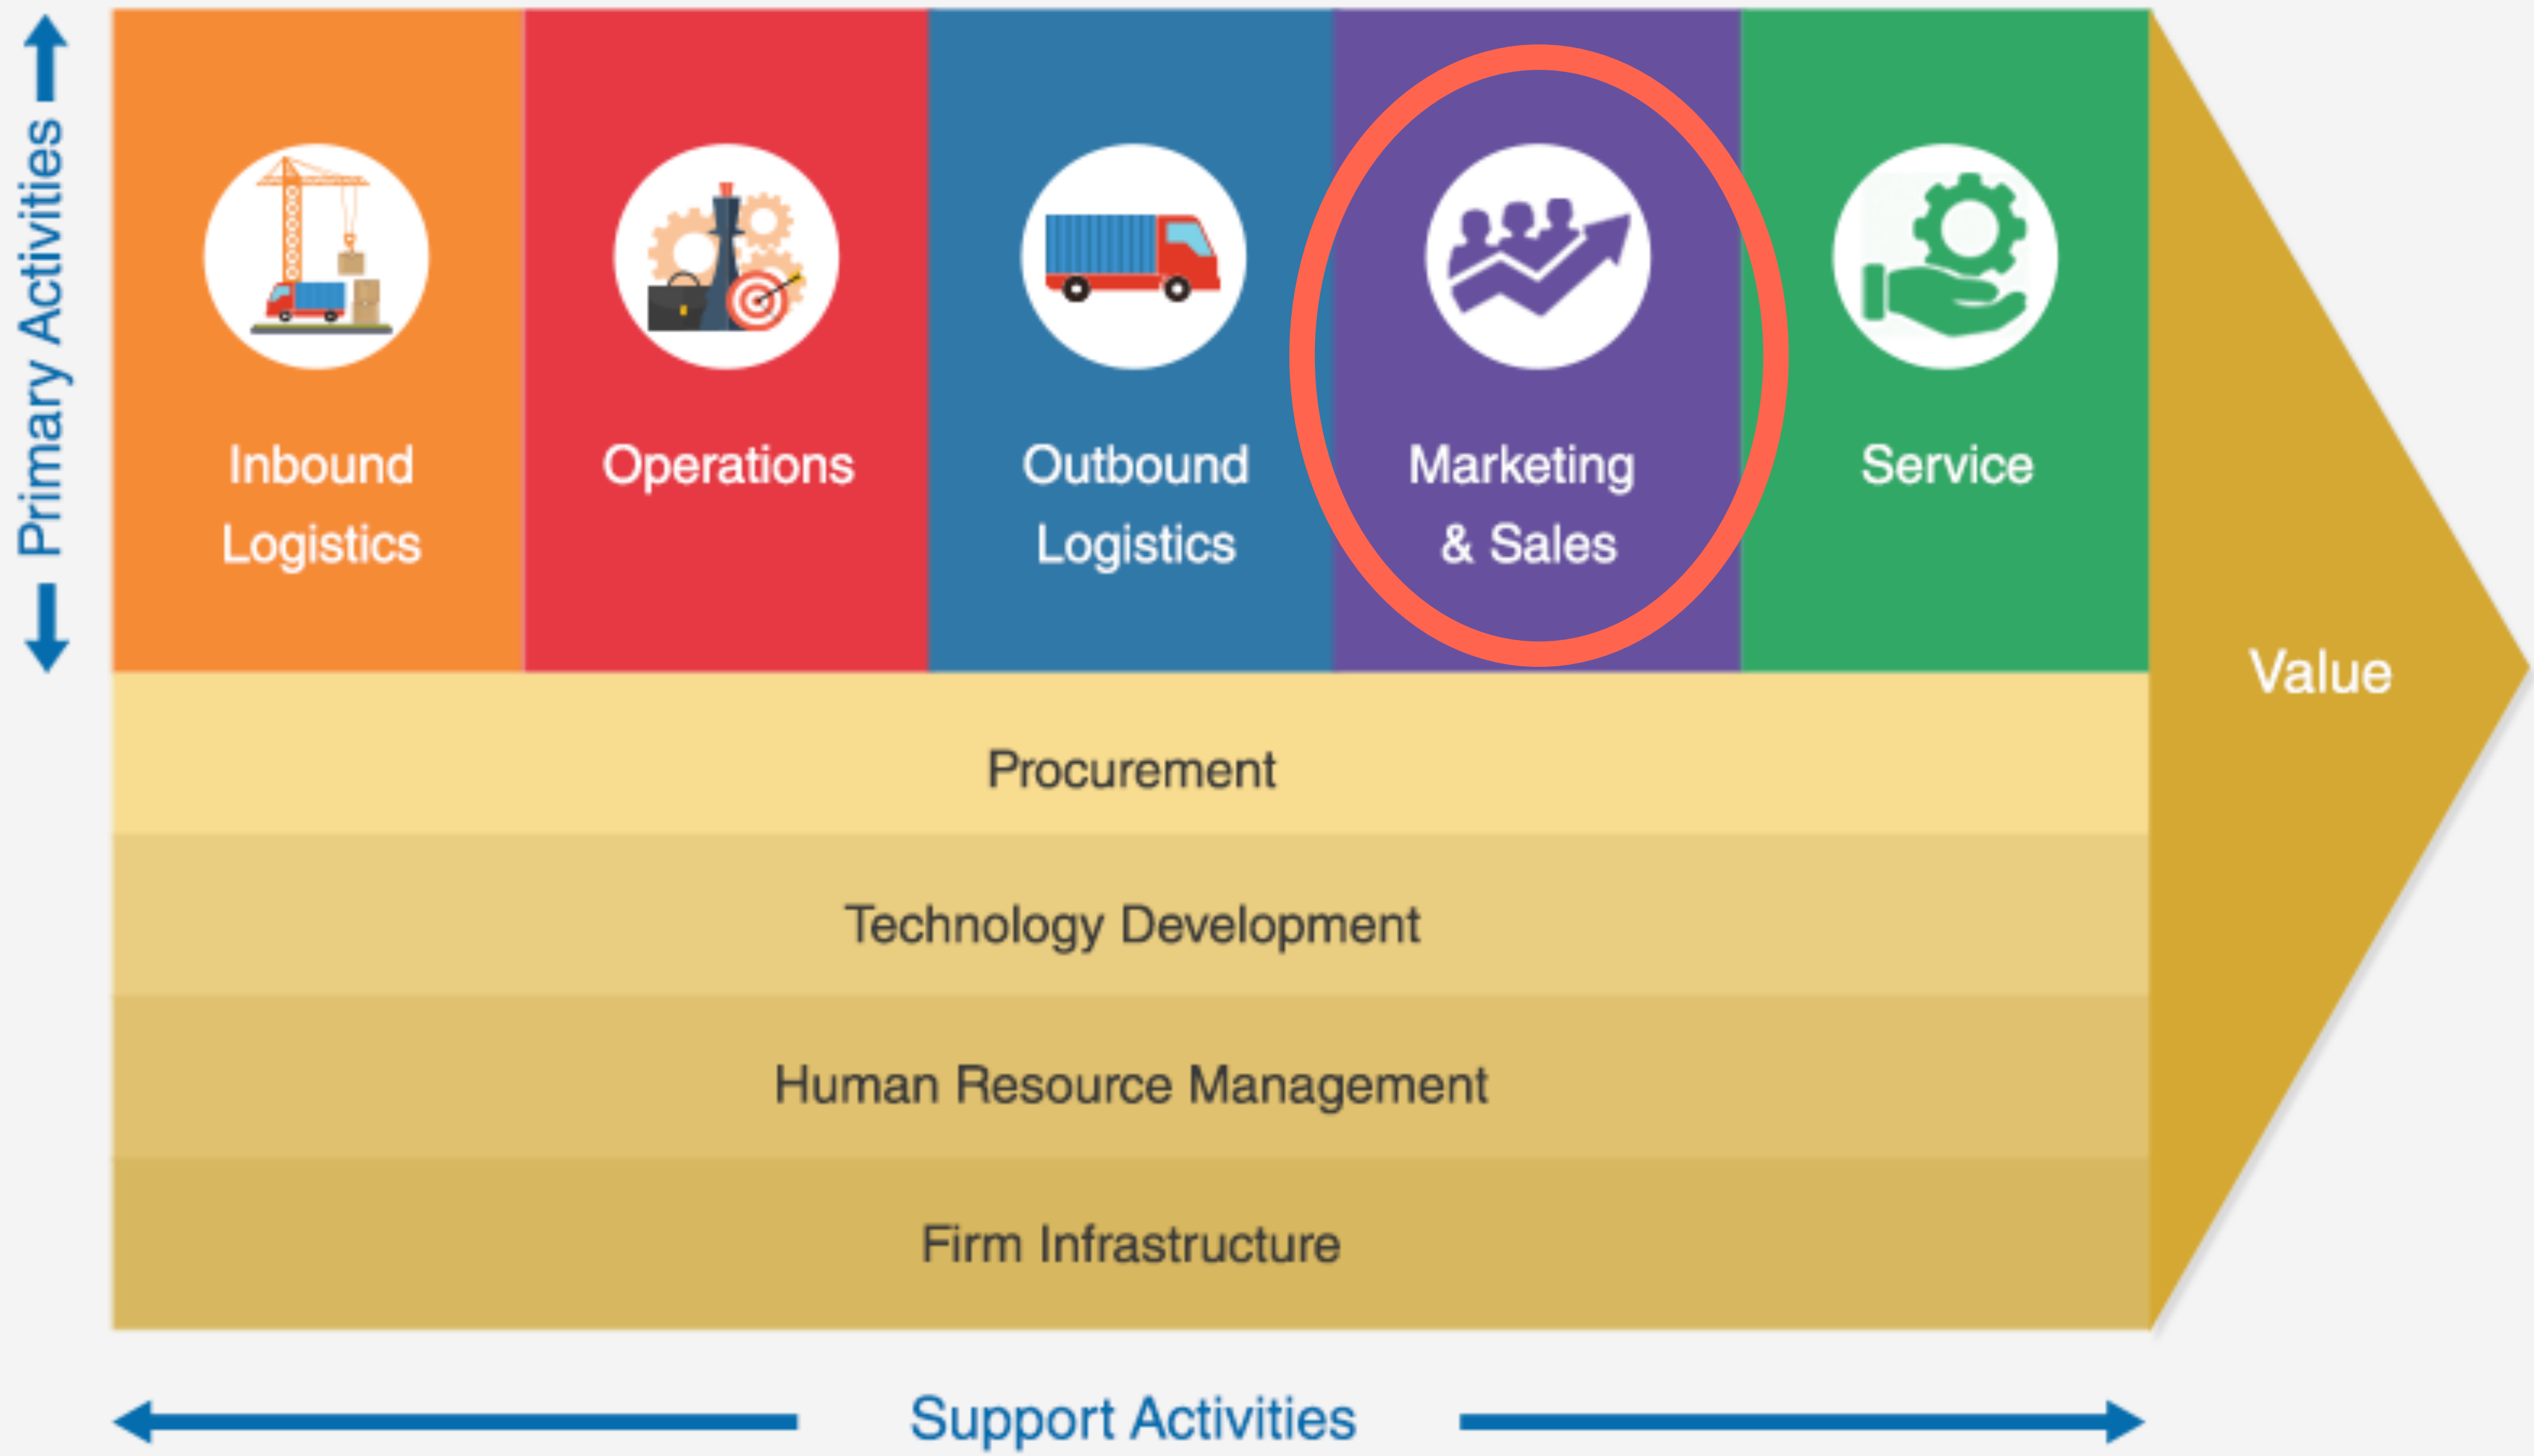 Primary Activities
Inbound
Logistics
Operations
Outbound
Logistics
Marketing
& Sales
Service
Value
Procurement
Technology Development
Human Resource Management
Firm Infrastructure
Support Activities